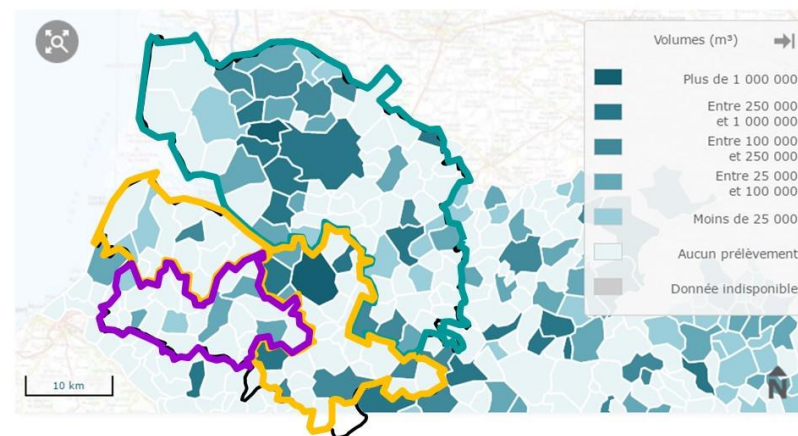 Volumes (m³)
Plus de 1 000 000
Entre 250 000
et 1 000 000
Entre 100 000
et 250 000
Entre 25 000
et 100 000
Moins de 25 000
Aucun prélèvement
Donnée indisponible
10 km
N